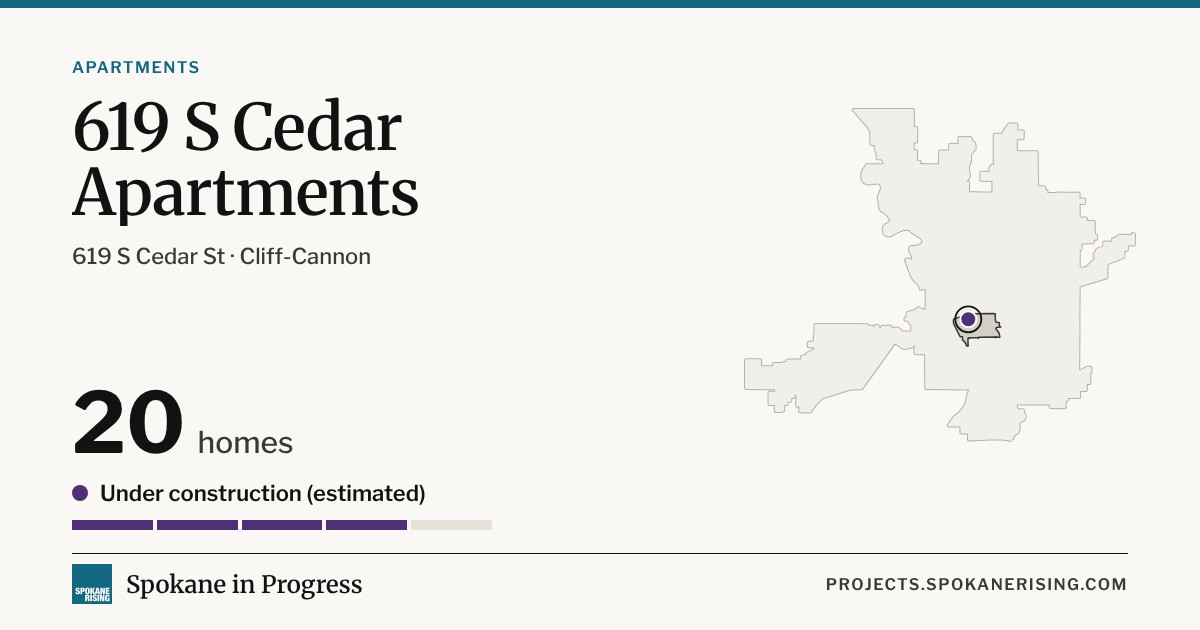 APARTMENTS
619 S Cedar
Apartments
619 S Cedar St · Cliff-Cannon
20 homes
Under construction (estimated)
SPOKANE
RISING
Spokane in Progress
PROJECTS.SPOKANERISING.COM